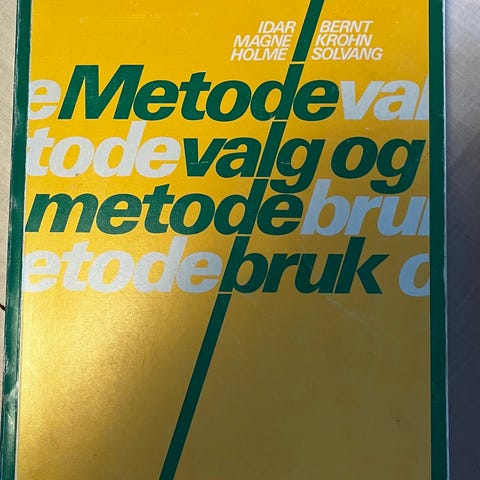 IDAR
MAGNE
HOLME
BERNT
KROHN
SOLVANG
eMetodeval
todevalg og
metodebru
etodebruk o